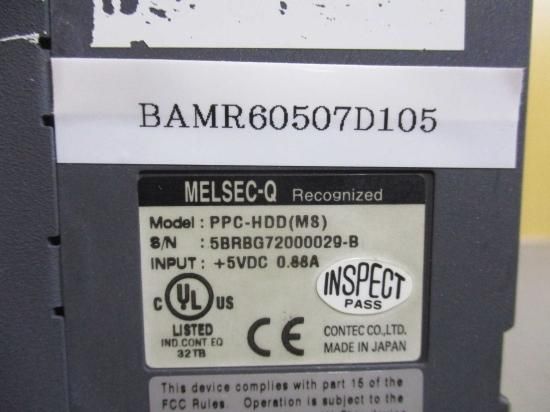 BAMR60507D105
MELSEC-Q Recognized
Model : PPC-HDD(MS)
S/N : 5BRBG72000029-B
INPUT : +5VDC 0.88A
C UL US
LISTED
IND.CONT.EQ
32TB
CE
INSPECT
PASS
CONTEC CO.,LTD.
MADE IN JAPAN
This device complies with part 15 of the
FCC Rules. Operation is subject to the